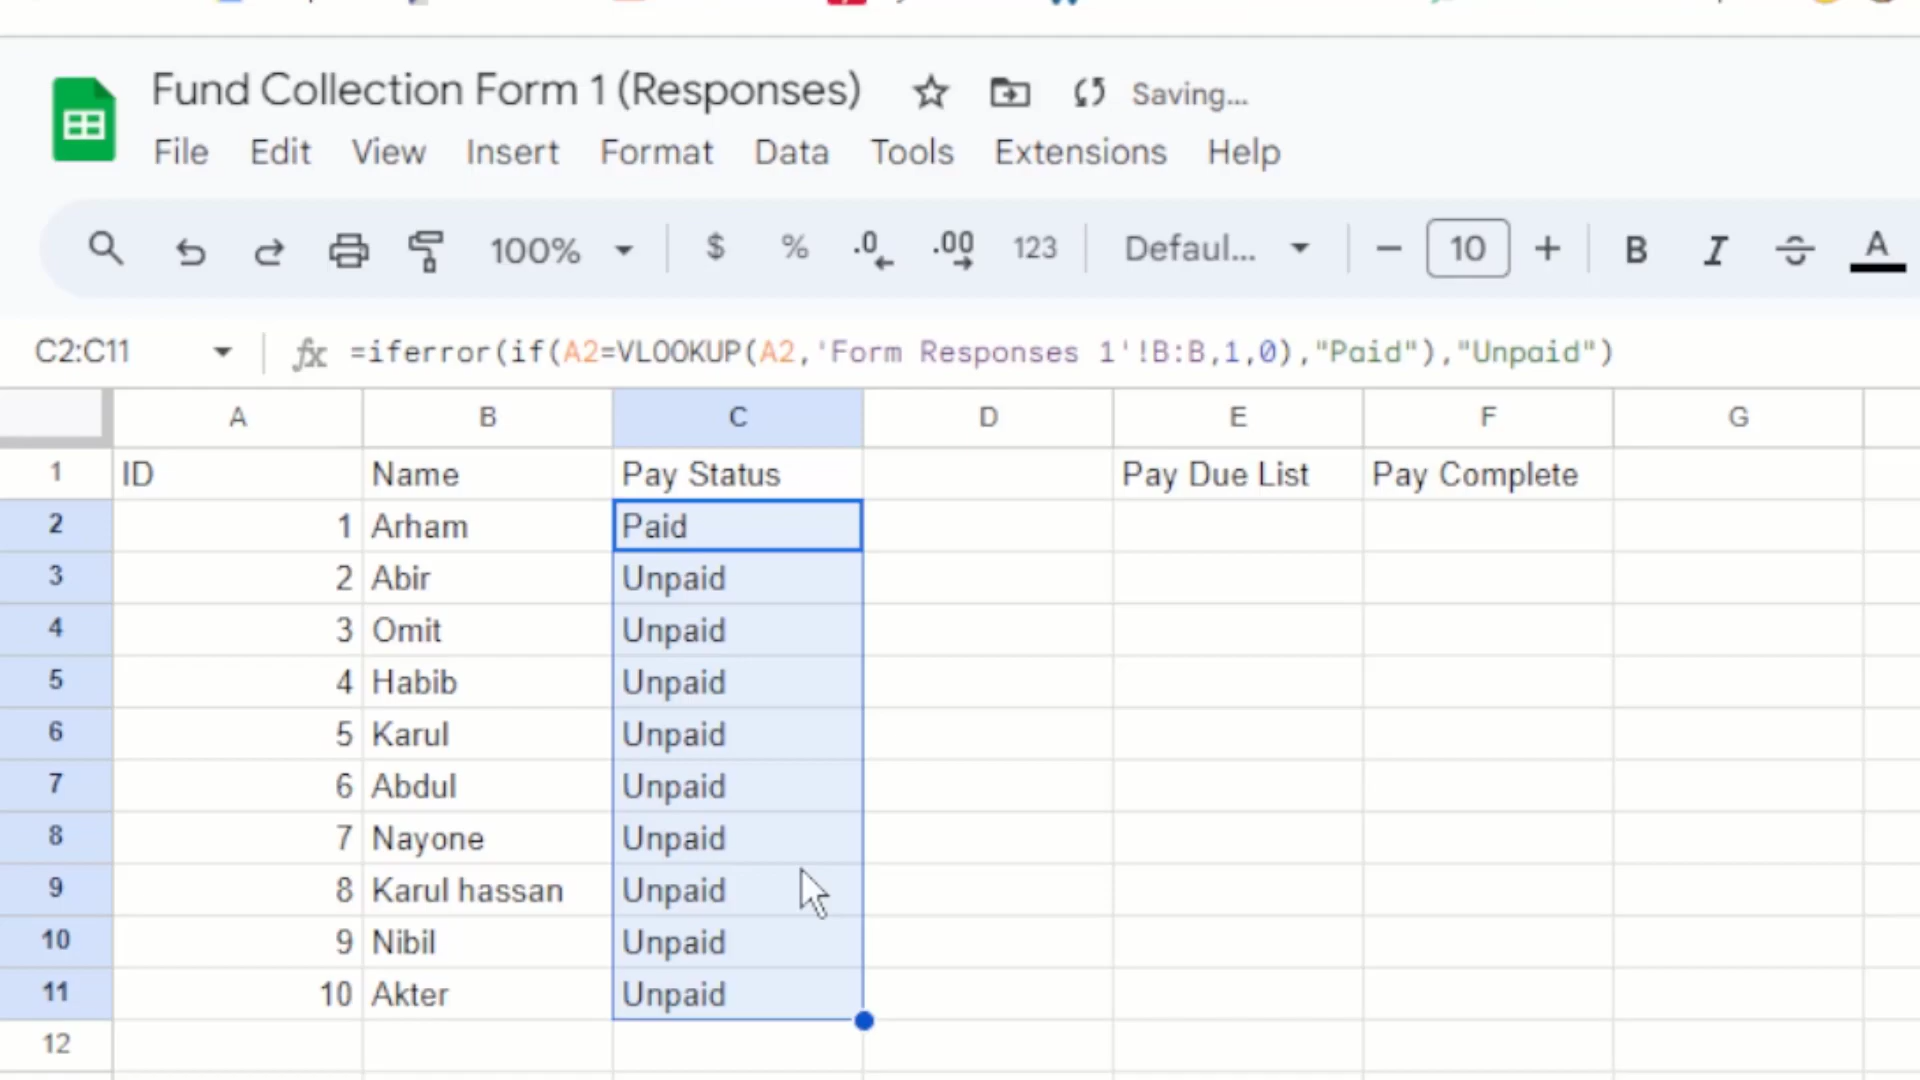 Fund Collection Form 1 (Responses) Saving...
File Edit View Insert Format Data Tools Extensions Help
100% $ % .0 .00 123 Defaul... 10 B I S A
C2:C11 fx =iferror(if(A2=VLOOKUP(A2,'Form Responses 1'!B:B,1,0),"Paid"),"Unpaid")
A B C D E F G
1 ID Name Pay Status Pay Due List Pay Complete
2 1 Arham Paid
3 2 Abir Unpaid
4 3 Omit Unpaid
5 4 Habib Unpaid
6 5 Karul Unpaid
7 6 Abdul Unpaid
8 7 Nayone Unpaid
9 8 Karul hassan Unpaid
10 9 Nibil Unpaid
11 10 Akter Unpaid
12